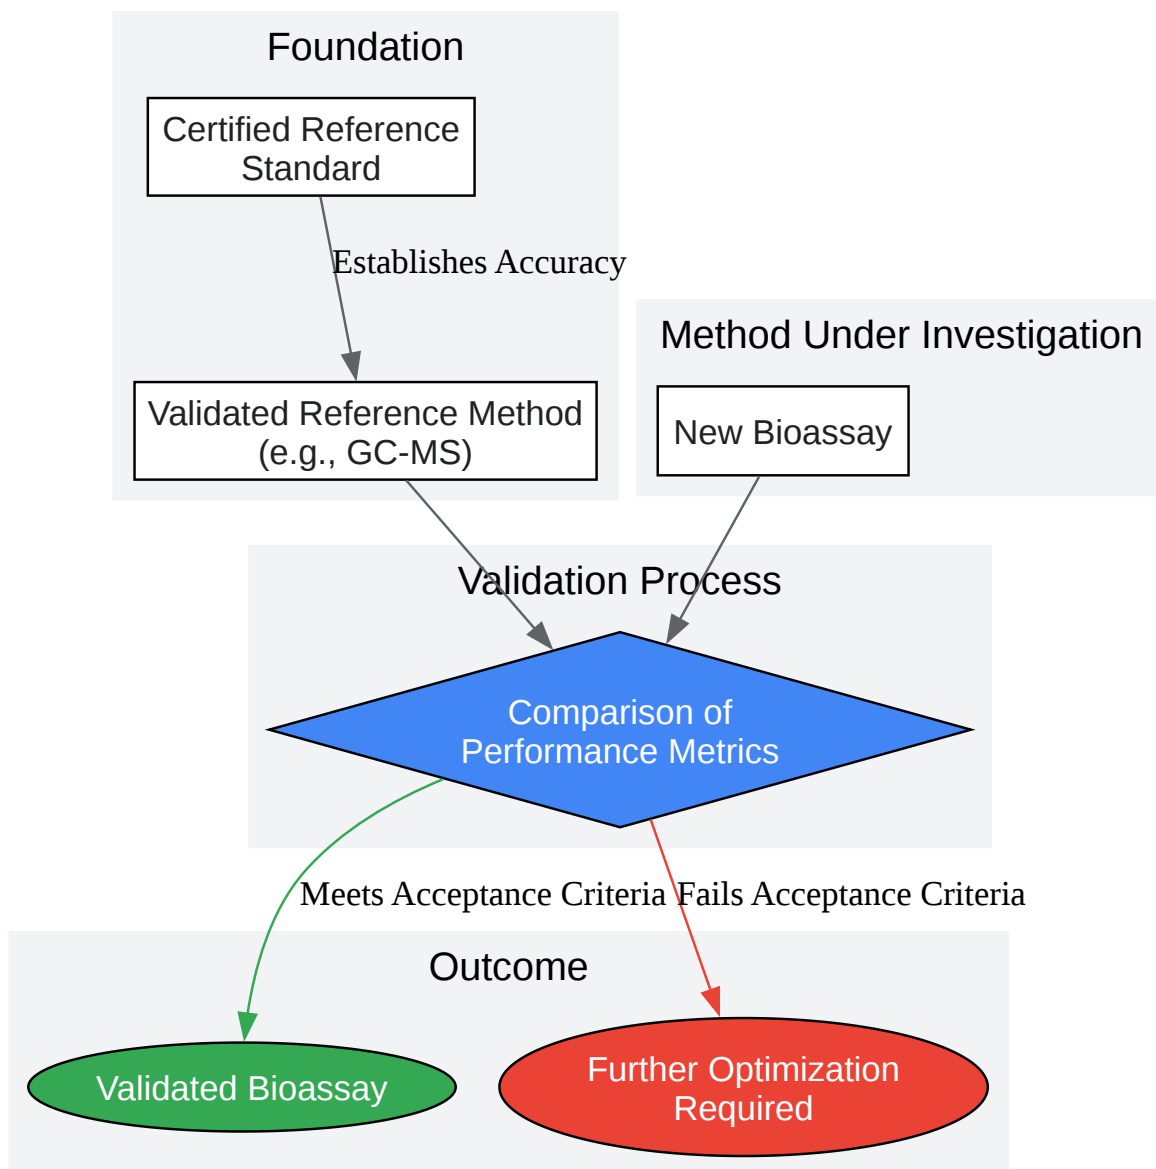 Foundation
Certified Reference
Standard
Establishes Accuracy
Method Under Investigation
Validated Reference Method
(e.g., GC-MS)
New Bioassay
Validation Process
Comparison of
Performance Metrics
Meets Acceptance Criteria
Fails Acceptance Criteria
Outcome
Validated Bioassay
Further Optimization
Required